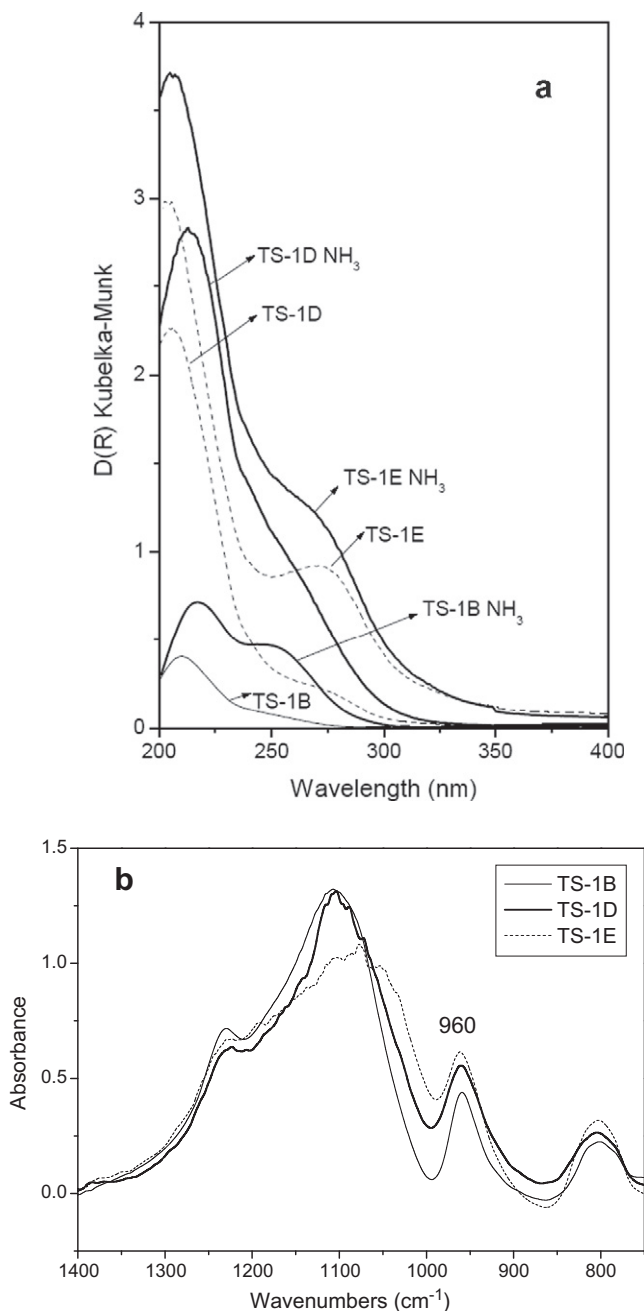 a
4
3
2
1
0
D(R) Kubelka-Munk
TS-1D NH₃
TS-1D
TS-1E NH₃
TS-1E
TS-1B NH₃
TS-1B
200 250 300 350 400
Wavelength (nm)
b
1.5
1.0
0.5
0.0
Absorbance
TS-1B
TS-1D
TS-1E
960
1400 1300 1200 1100 1000 900 800
Wavenumbers (cm⁻¹)